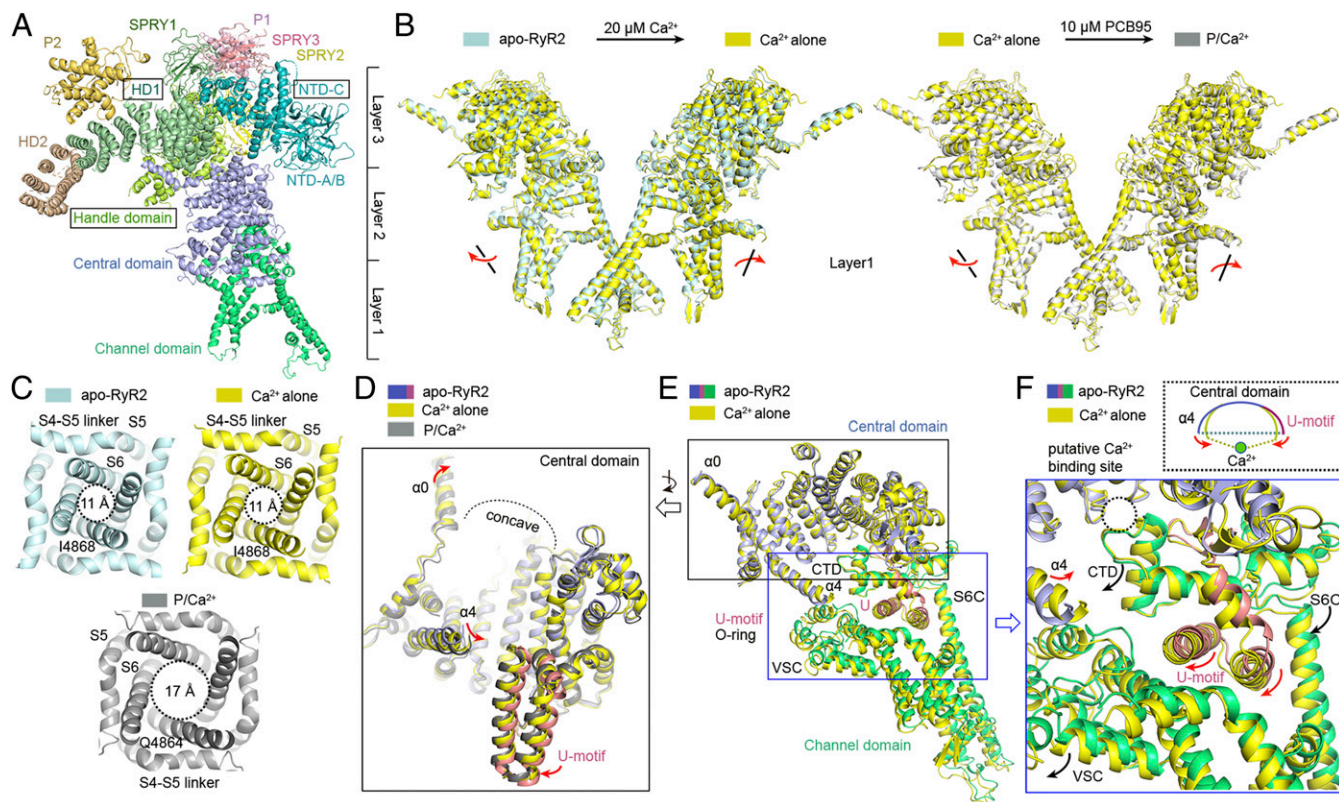 A
SPRY1
P1
P2
SPRY3
SPRY2
HD1
NTD-C
HD2
NTD-A/B
Handle domain
Central domain
Channel domain
Layer 3
Layer 2
Layer 1
B
apo-RyR2
20 μM Ca²⁺
Ca²⁺ alone
Ca²⁺ alone
10 μM PCB95
P/Ca²⁺
Layer1
C
apo-RyR2
Ca²⁺ alone
S4-S5 linker
S5
S4-S5 linker
S5
S6
S6
11 Å
11 Å
I4868
I4868
P/Ca²⁺
S5
S6
17 Å
Q4864
S4-S5 linker
D
apo-RyR2
Ca²⁺ alone
P/Ca²⁺
Central domain
α0
concave
α4
U-motif
E
apo-RyR2
Ca²⁺ alone
Central domain
α0
CTD
α4
U
S6C
U-motif
O-ring
VSC
Channel domain
F
apo-RyR2
Ca²⁺ alone
Central domain
α4
U-motif
Ca²⁺
putative Ca²⁺
binding site
α4
CTD
S6C
U-motif
VSC